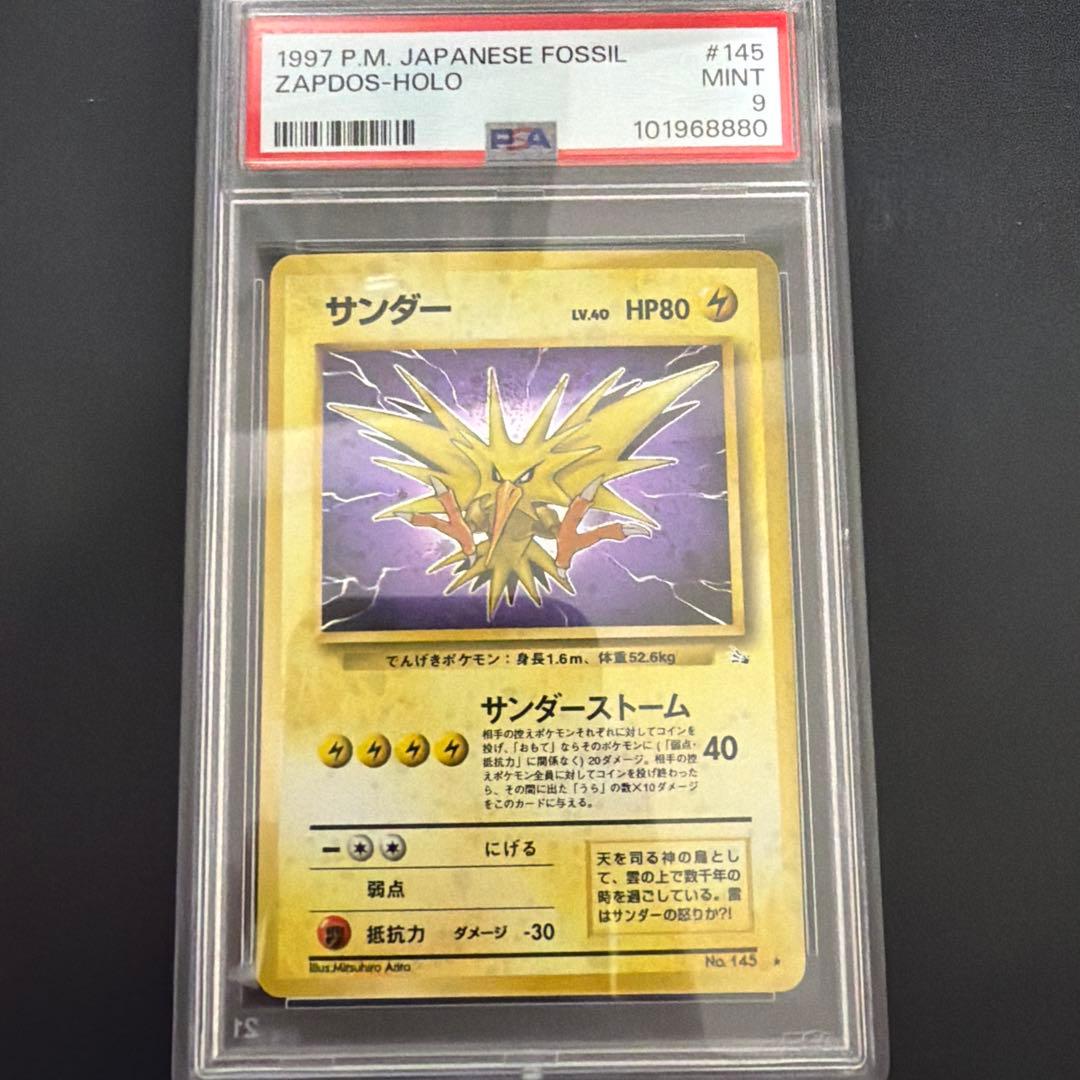 1997 P.M. JAPANESE FOSSIL #145
ZAPDOS-HOLO MINT
9
PSA 101968880
サンダー LV.40 HP80
でんげきポケモン：身長1.6m、体重52.6kg
サンダーストーム
相手の控えポケモンそれぞれに対してコインを
投げ、「おもて」ならそのポケモンに(「弱点・
抵抗力」に関係なく)20ダメージ。相手の控
えポケモン全員に対してコインを投げ終わった
ら、その間に出た「うら」の数×10ダメージ
をこのカードに与える。
40
にげる
弱点
抵抗力 ダメージ -30
天を司る神の鳥とし
て、雲の上で数千年の
時を過ごしている。雷
はサンダーの怒りか?!
Illus.Mitsuhiro Arita No. 145
21